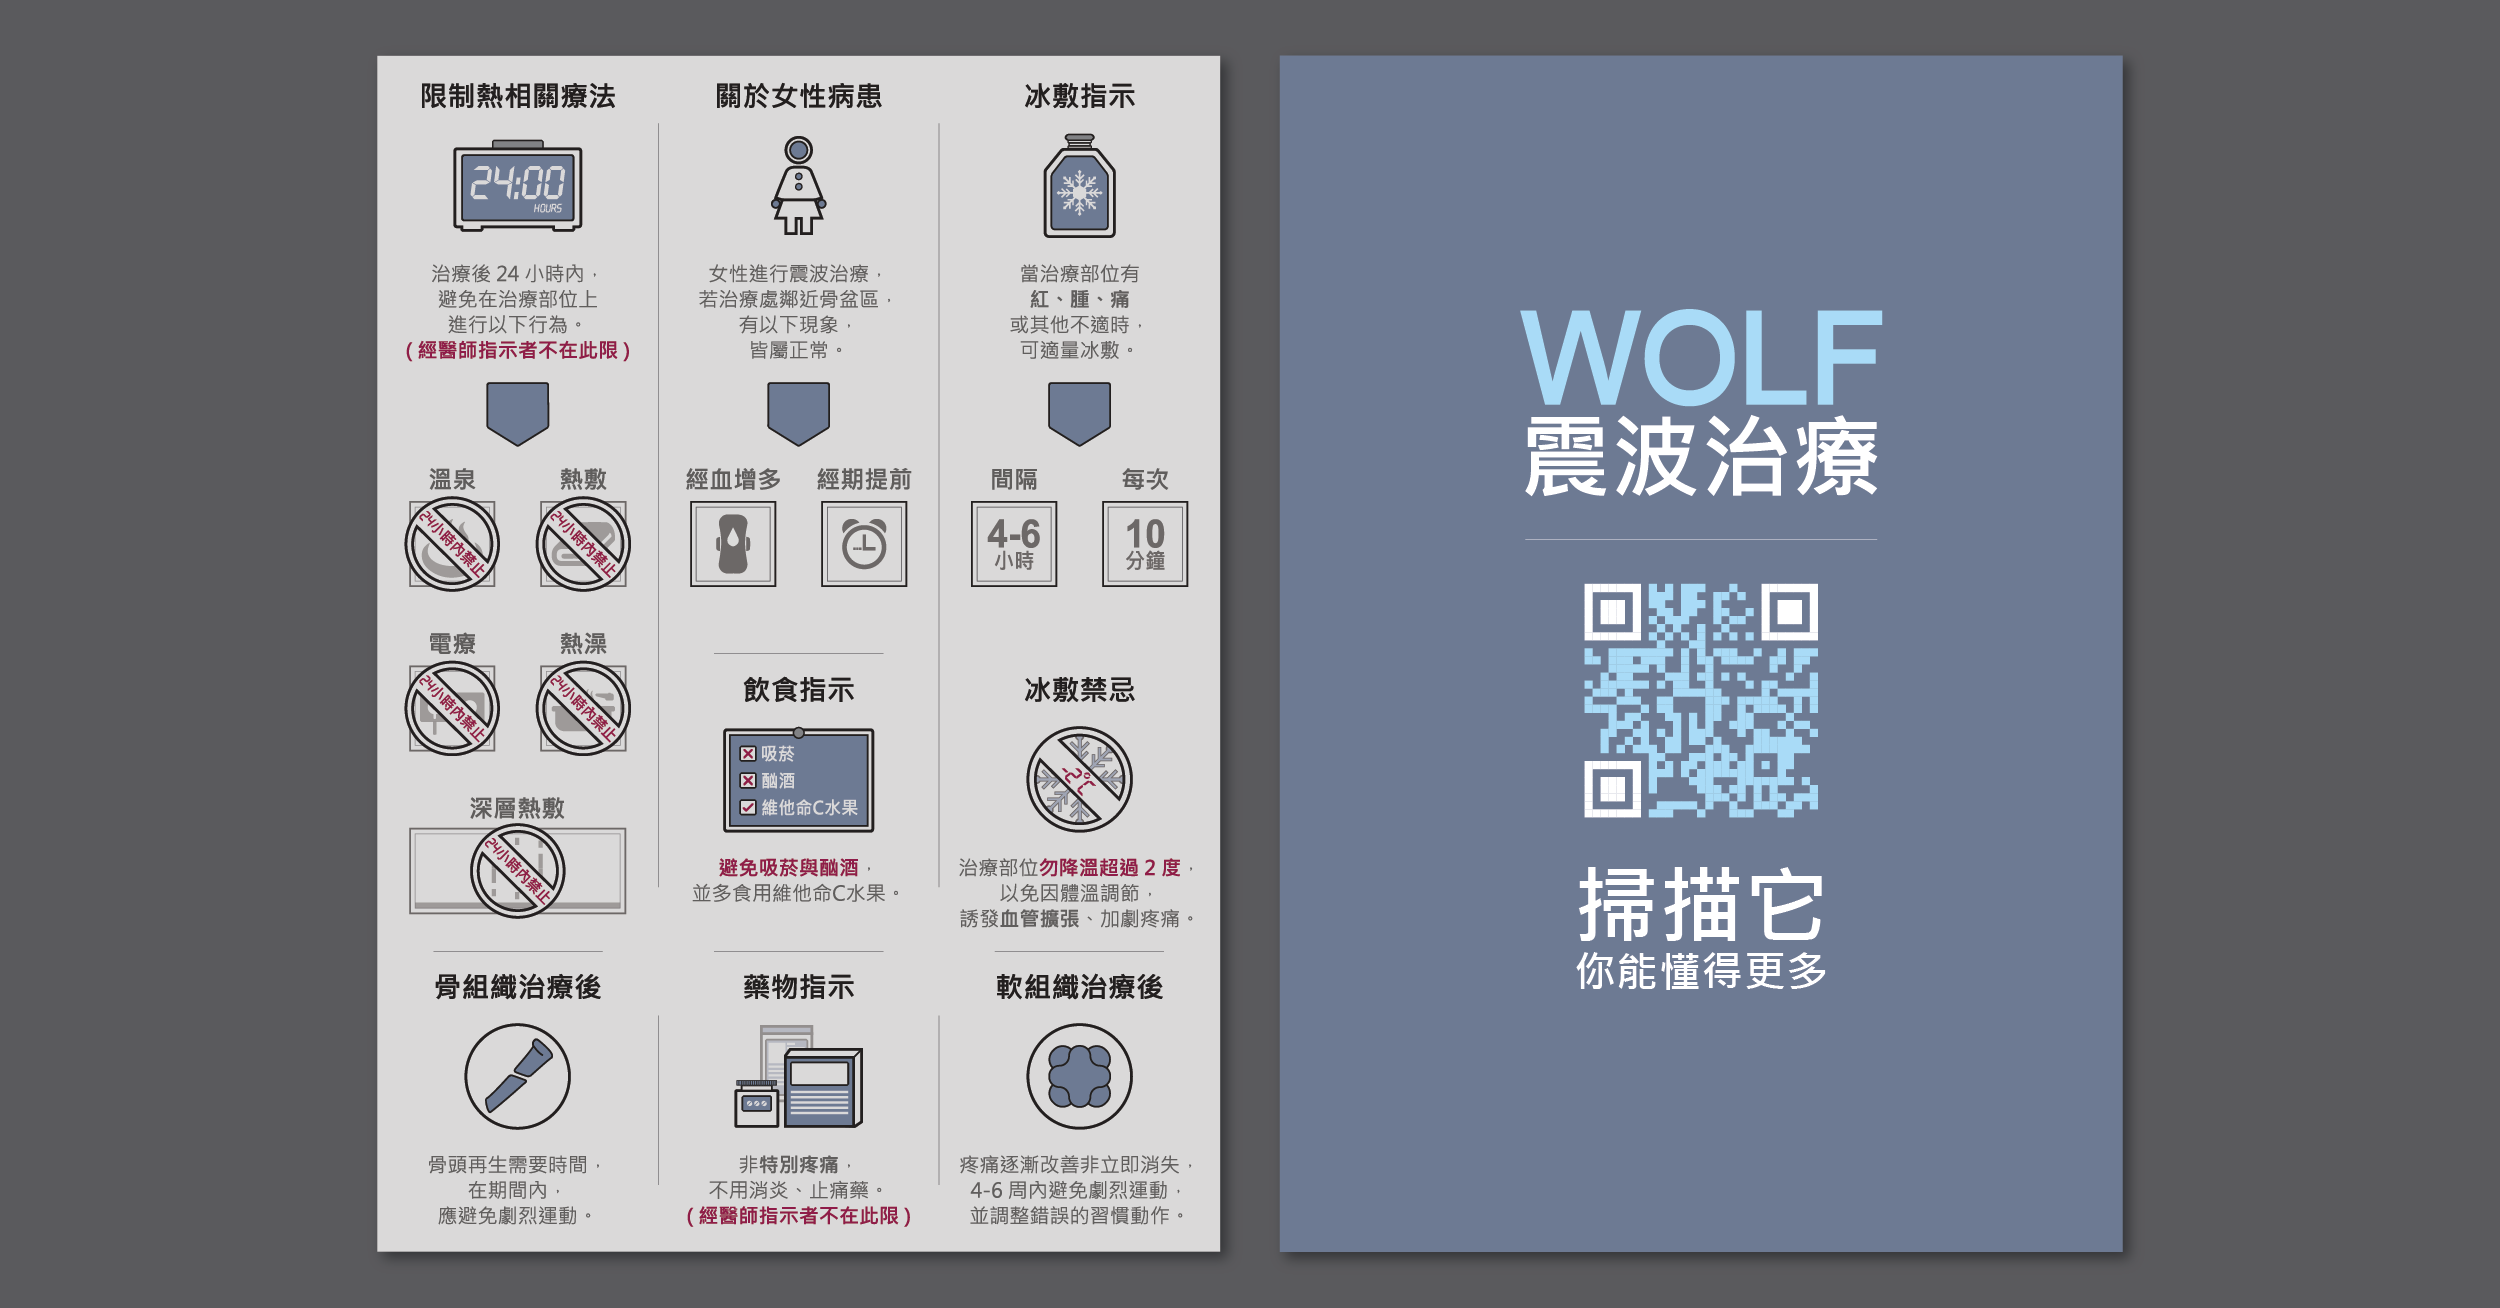 限制熱相關療法
24:00
HOURS
治療後 24 小時內，
避免在治療部位上
進行以下行為。
（經醫師指示者不在此限）
溫泉
24小時內禁止
熱敷
24小時內禁止
電療
24小時內禁止
熱澡
24小時內禁止
深層熱敷
24小時內禁止
關於女性病患
女性進行震波治療，
若治療處鄰近骨盆區，
有以下現象，
皆屬正常。
經血增多
經期提前
冰敷指示
當治療部位有
紅、腫、痛
或其他不適時，
可適量冰敷。
間隔
4-6
小時
每次
10
分鐘
飲食指示
吸菸
酗酒
維他命C水果
避免吸菸與酗酒，
並多食用維他命C水果。
冰敷禁忌
-2°C
治療部位勿降溫超過 2 度，
以免因體溫調節，
誘發血管擴張、加劇疼痛。
骨組織治療後
骨頭再生需要時間，
在期間內，
應避免劇烈運動。
藥物指示
非特別疼痛，
不用消炎、止痛藥。
（經醫師指示者不在此限）
軟組織治療後
疼痛逐漸改善非立即消失，
4-6 周內避免劇烈運動，
並調整錯誤的習慣動作。
WOLF
震波治療
掃描它
你能懂得更多